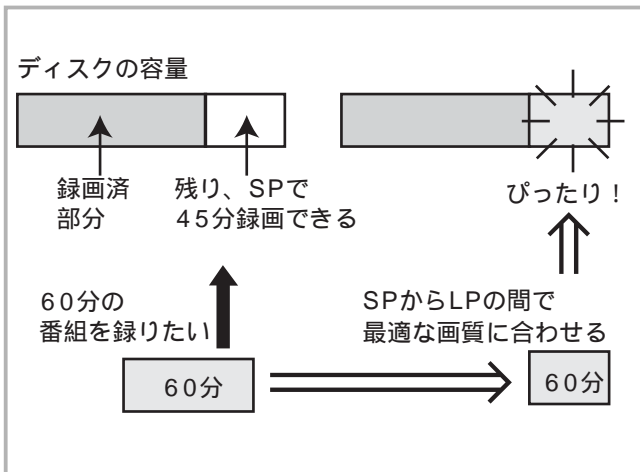 ディスクの容量
録画済
部分
残り、SPで
45分録画できる
ぴったり！
60分の
番組を録りたい
SPからLPの間で
最適な画質に合わせる
60分
60分